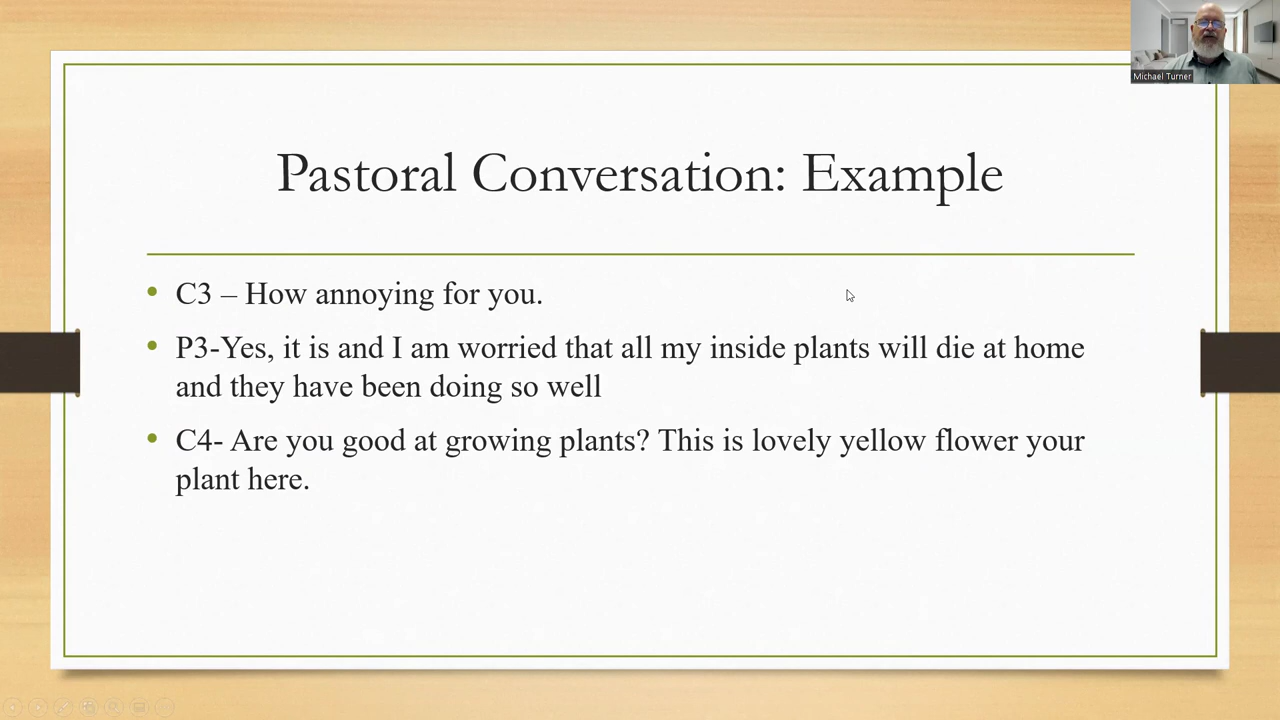 Michael Turner
Pastoral Conversation: Example
C3 – How annoying for you.
P3-Yes, it is and I am worried that all my inside plants will die at home
and they have been doing so well
C4- Are you good at growing plants? This is lovely yellow flower your
plant here.